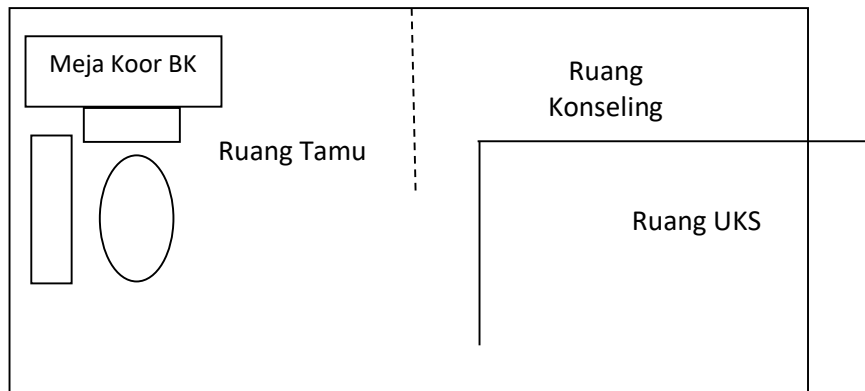 Meja Koor BK
Ruang
Konseling
Ruang Tamu
Ruang UKS